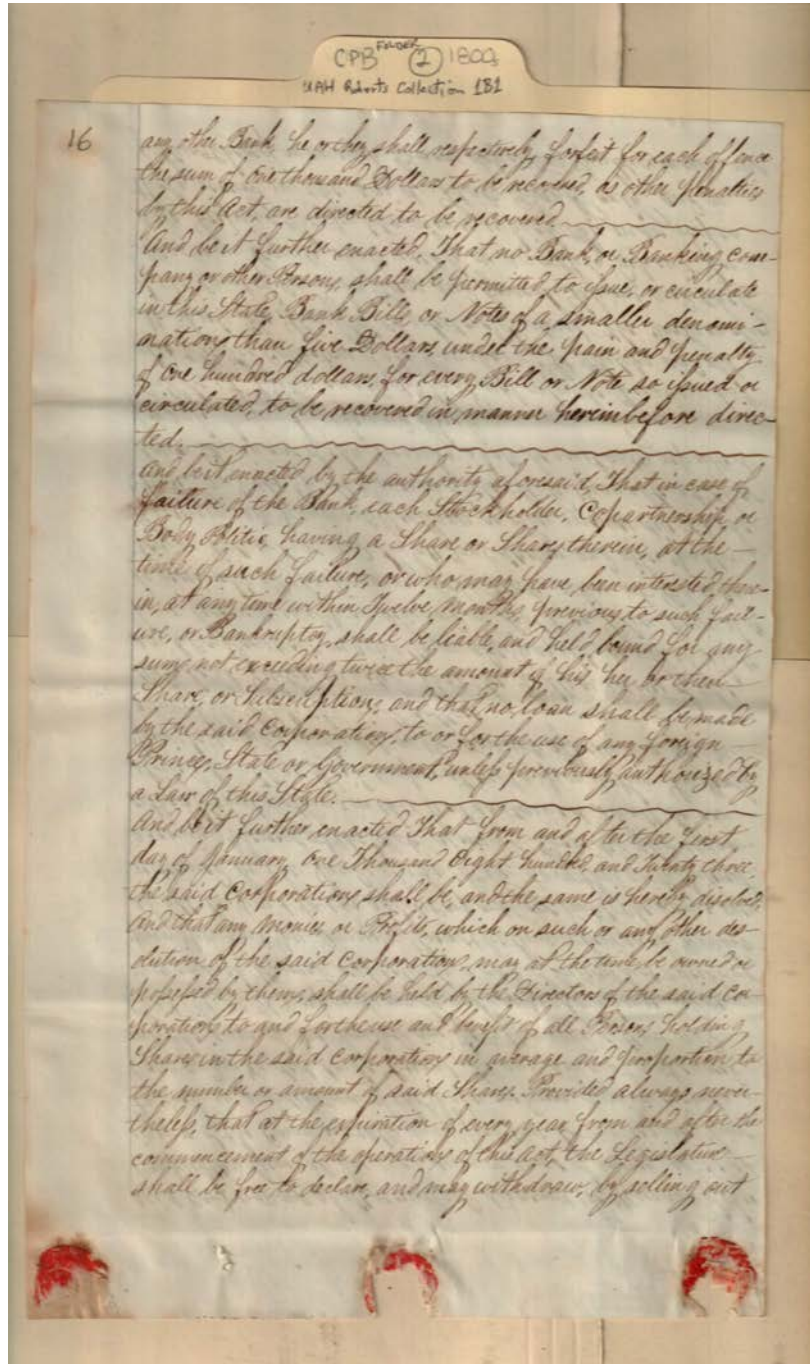 CPB FOLDER 2 1800
UAH Roberts Collection 1B1
16
any other Bank, he or they shall respectively, forfeit for each offence
the sum of One thousand Dollars to be recovered, as other penalties
by this Act, are directed to be recovered
And be it further enacted, That no Bank, or Banking Com-
pany or other Persons, shall be permitted to issue, or circulate
in this State, Bank Bills, or Notes of a smaller denomi-
nation than five Dollars, under the pain and penalty,
of one hundred dollars, for every Bill or Note so issued or
circulated, to be recovered in manner hereinbefore direc-
ted.
And be it enacted by the authority aforesaid, That in case of
failure of the Bank, each Stockholder, Copartnership, or
Body Politic, having a Share or Shares therein, at the
time of such failure, or who may have been interested, there-
in, at any time within Twelve months, previous to such fail-
ure, or Bankruptcy, shall be liable, and held bound for any
sum, not exceeding twice the amount of his her or their
Share, or Subscription, and that no, loan shall be made
by the said Corporation, to or for the use of any foreign
Prince, State or Government, unless previously authorized by
a Law of this State.
And be it further enacted That from and after the first
day of January, One Thousand Eight hundred, and Twenty three,
the said Corporation, shall be, and the same is hereby disolved,
And that any monies or Profits, which on such or any other des-
olution of the said Corporation, may at the time, be owned or
possessed by them, shall be held by the Directors of the said Co-
poration, to and for the use and benefit of all Persons holding
Shares in the said Corporation, in average and proportion to
the number or amount of said Shares. Provided always never-
theless, that at the expiration of every year from and after the
commencement of the operation of this Act, the Legislature
shall be free to declare, and may withdraw, by selling out